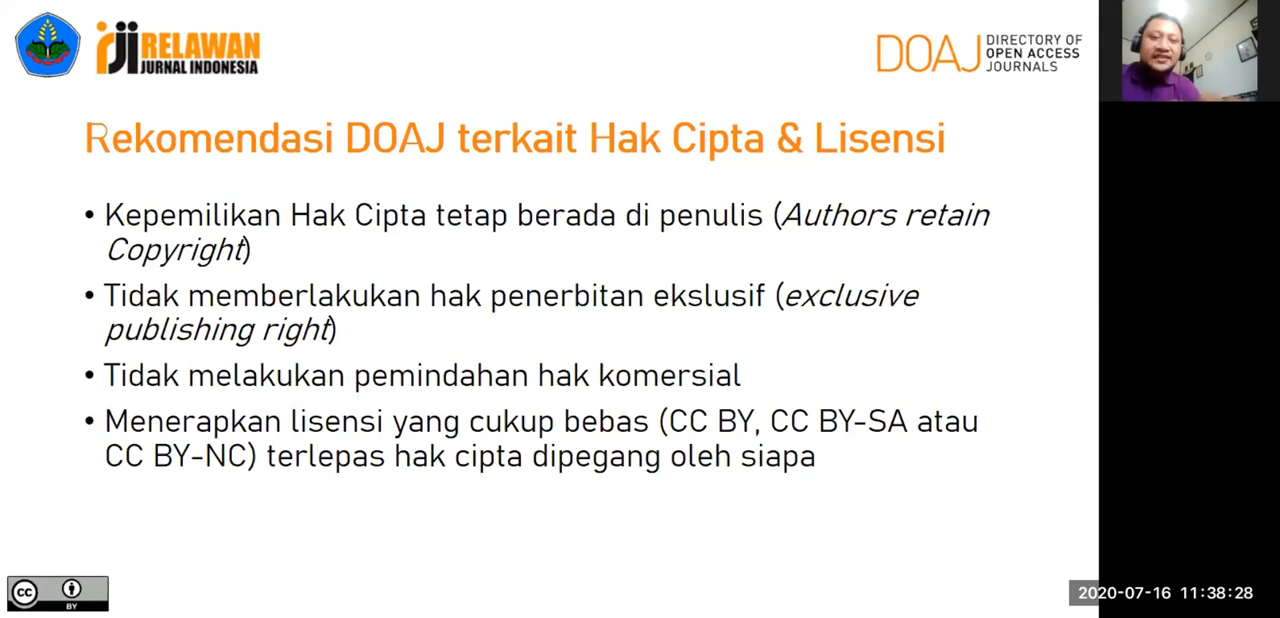 RELAWAN
JURNAL INDONESIA
DOAJ
DIRECTORY OF
OPEN ACCESS
JOURNALS
Rekomendasi DOAJ terkait Hak Cipta & Lisensi
• Kepemilikan Hak Cipta tetap berada di penulis (Authors retain
Copyright)
• Tidak memberlakukan hak penerbitan ekslusif (exclusive
publishing right)
• Tidak melakukan pemindahan hak komersial
• Menerapkan lisensi yang cukup bebas (CC BY, CC BY-SA atau
CC BY-NC) terlepas hak cipta dipegang oleh siapa
cc
BY
2020-07-16 11:38:28